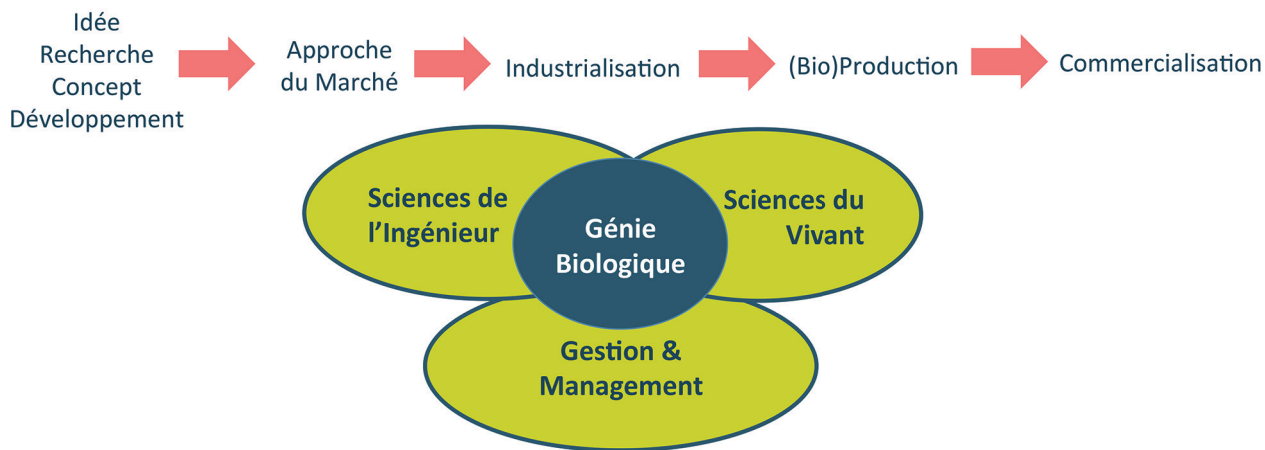 Idée
Recherche
Concept
Développement
Approche
du Marché
Industrialisation
(Bio)Production
Commercialisation
Sciences de
l’Ingénieur
Génie
Biologique
Sciences du
Vivant
Gestion &
Management